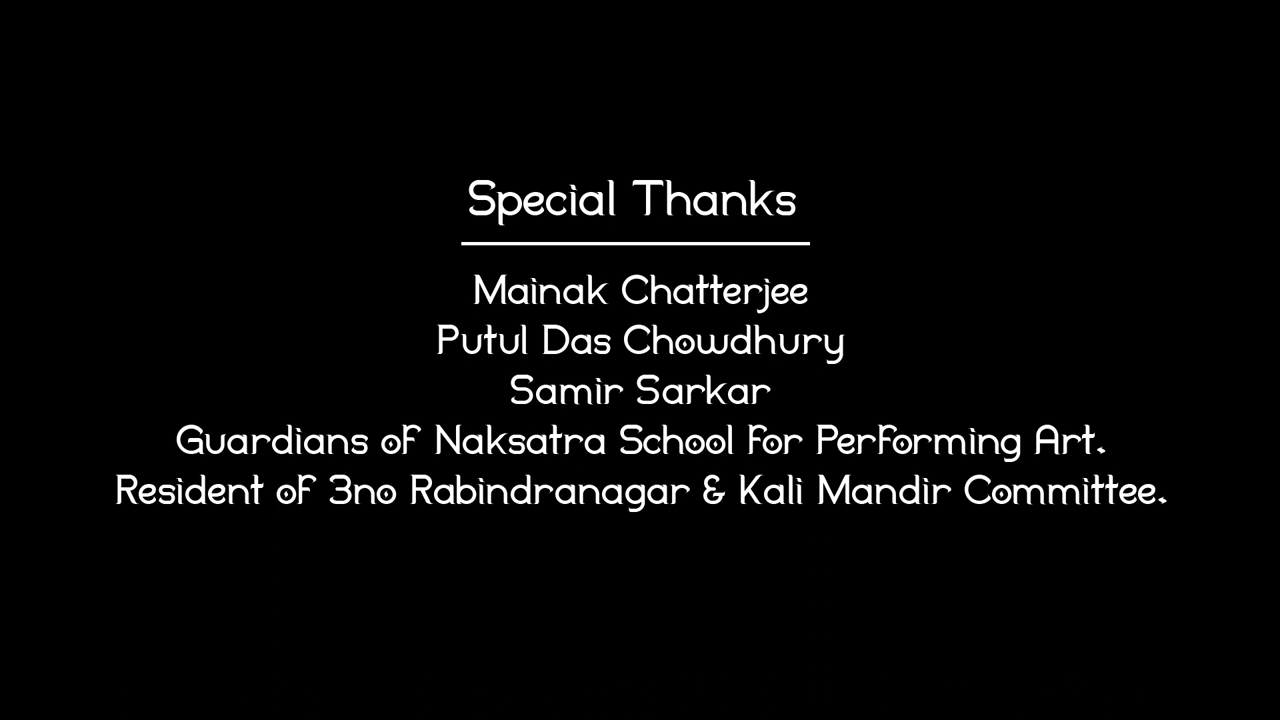 Special Thanks
Mainak Chatterjee
Putul Das Chowdhury
Samir Sarkar
Guardians of Naksatra School for Performing Art.
Resident of 3no Rabindranagar & Kali Mandir Committee.